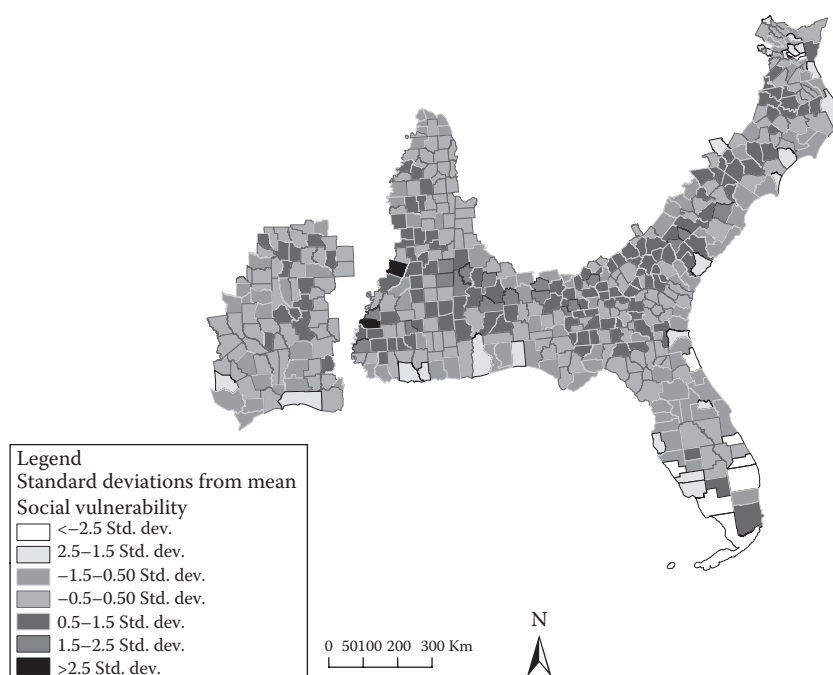 Legend
Standard deviations from mean
Social vulnerability
<–2.5 Std. dev.
2.5–1.5 Std. dev.
–1.5–0.50 Std. dev.
–0.5–0.50 Std. dev.
0.5–1.5 Std. dev.
1.5–2.5 Std. dev.
>2.5 Std. dev.
0 50100 200 300 Km
N